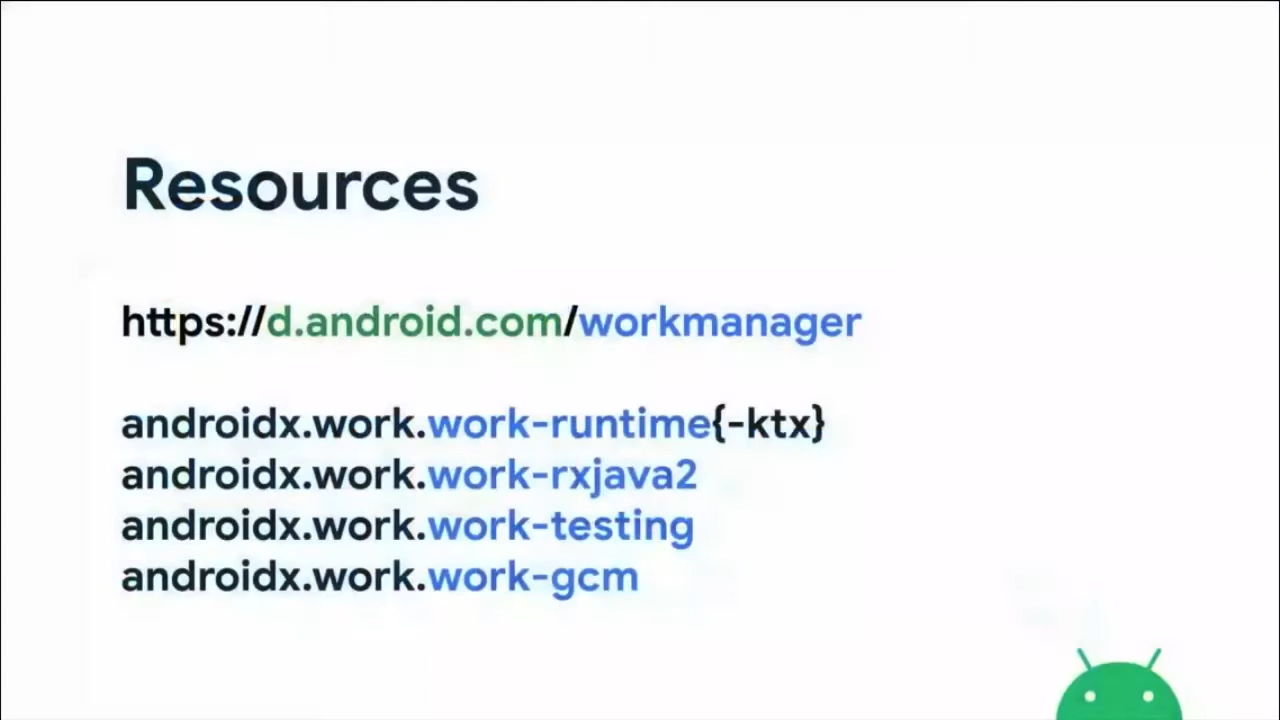 Resources
https://d.android.com/workmanager
androidx.work.work-runtime{-ktx}
androidx.work.work-rxjava2
androidx.work.work-testing
androidx.work.work-gcm